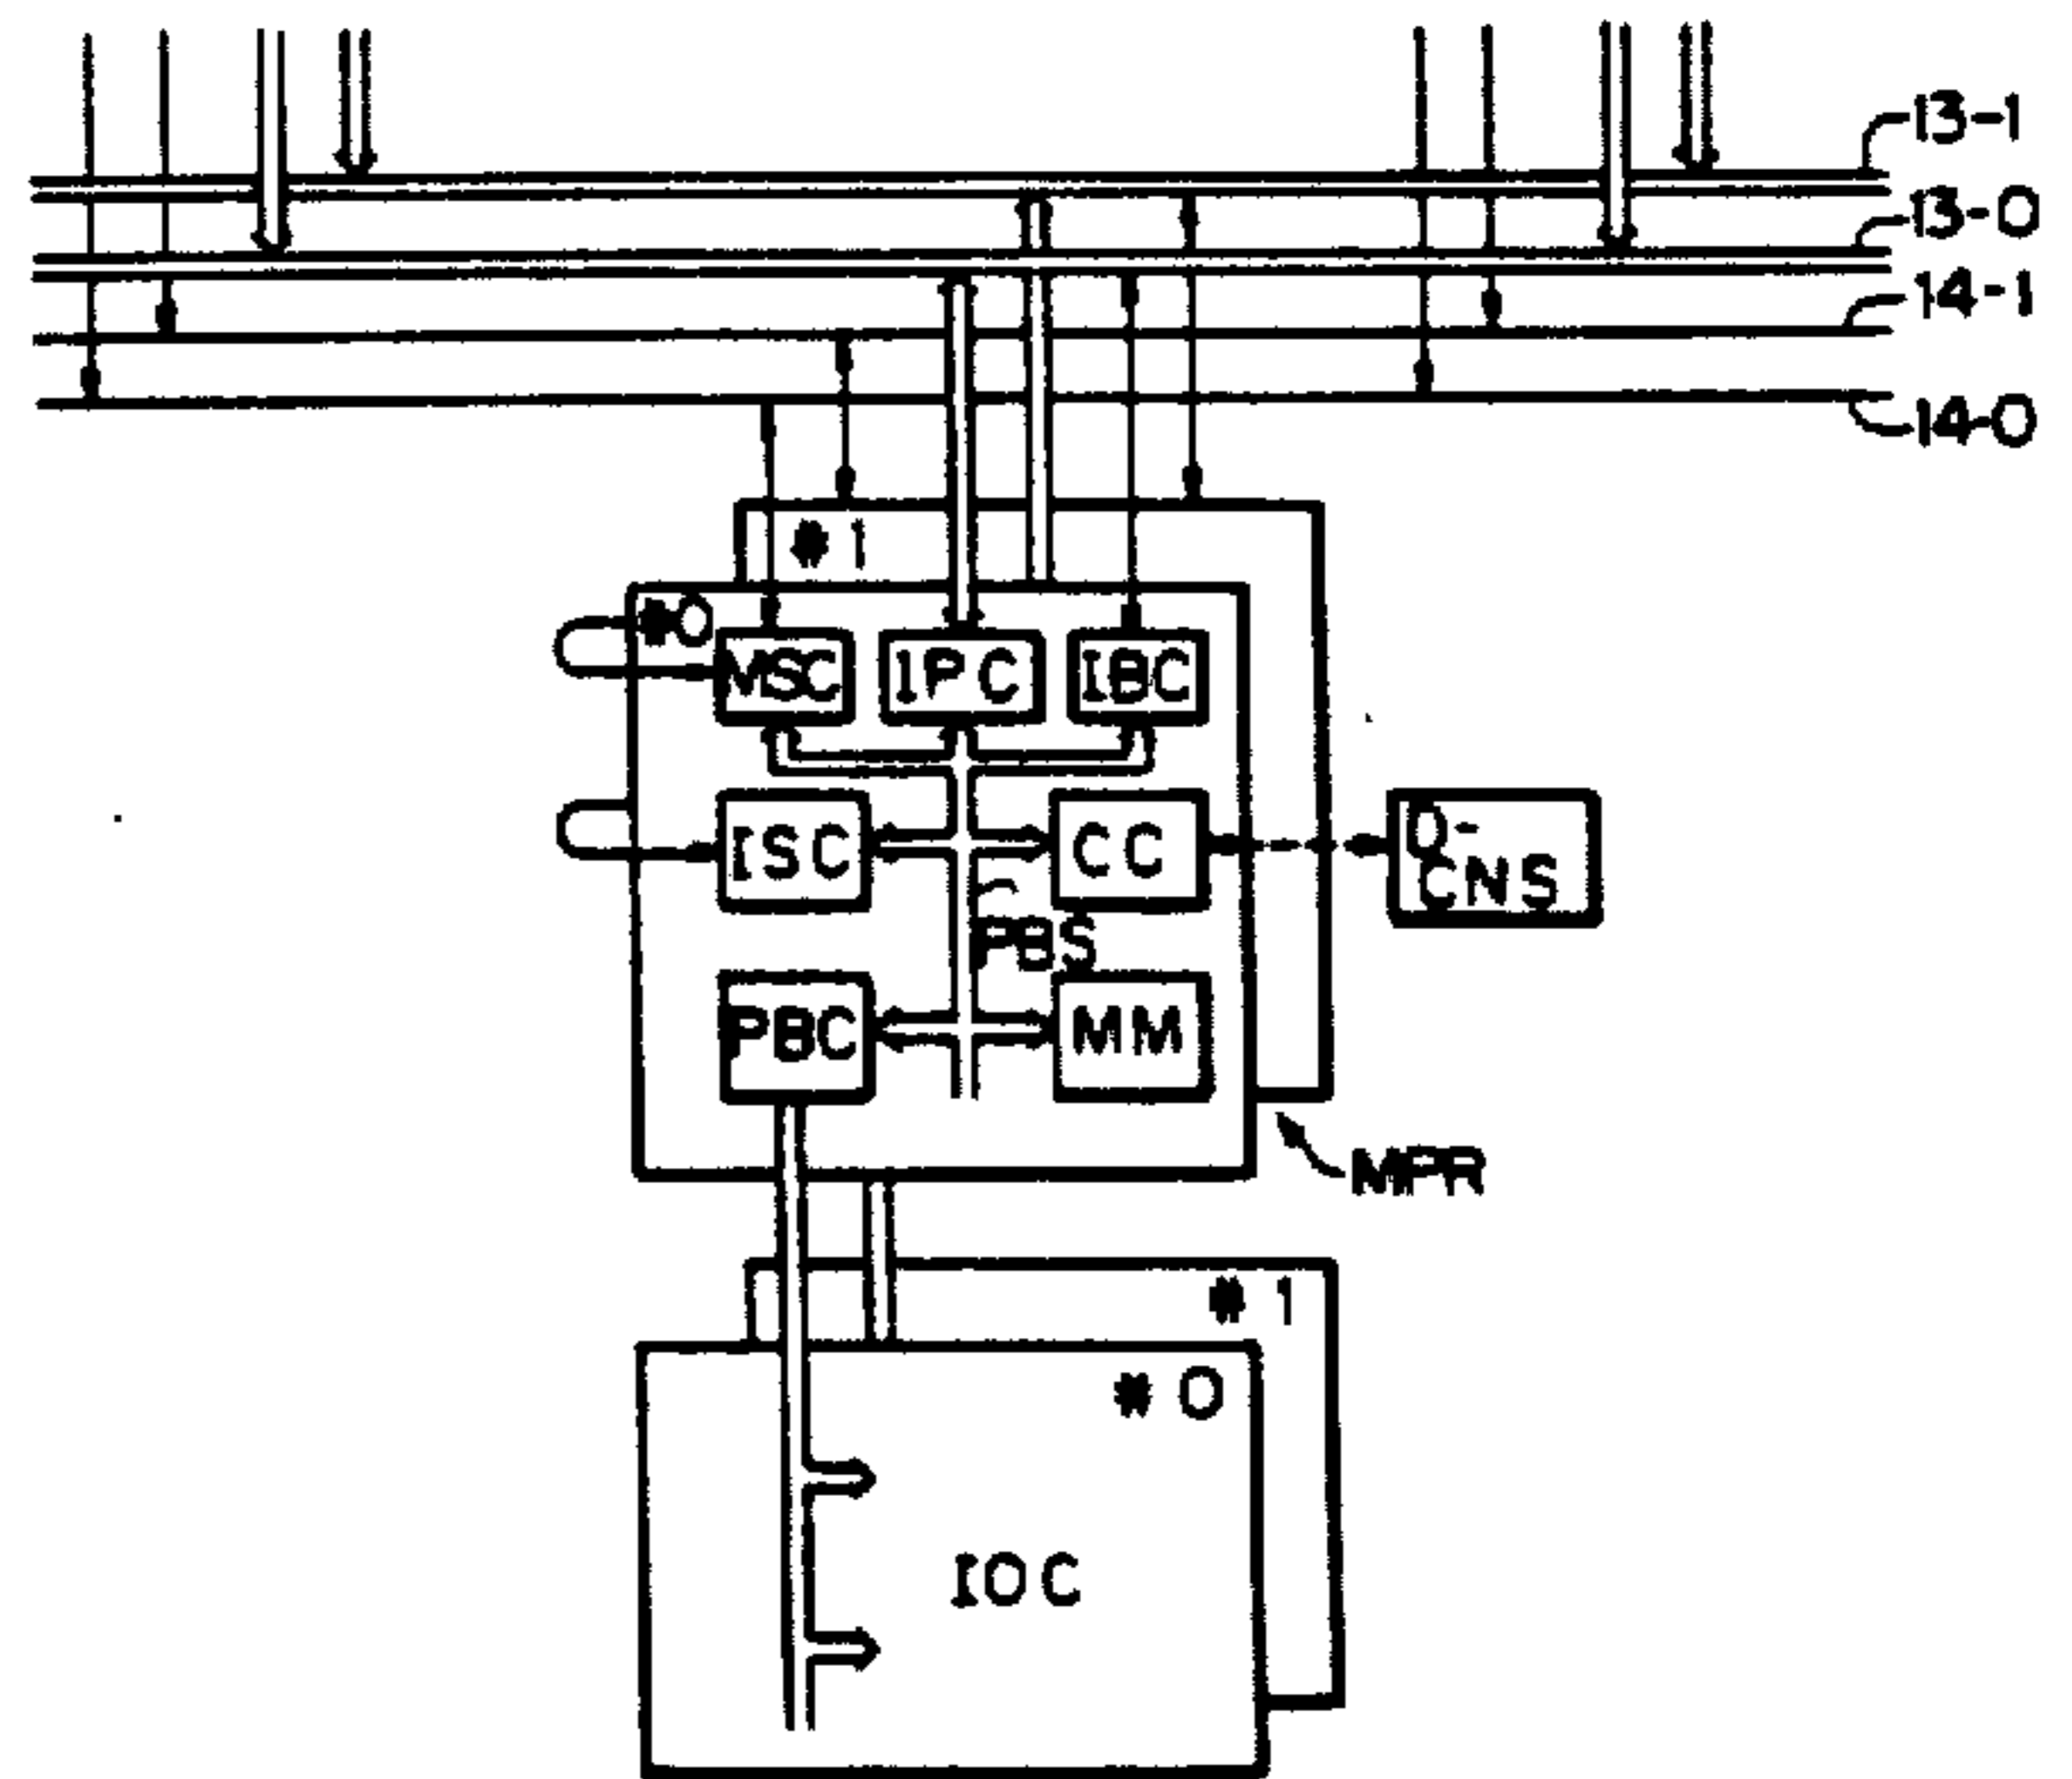 13-1
13-0
14-1
14-0
#1
#0
MSC
IPC
IBC
ISC
CC
O-
CNS
PBS
PBC
MM
MPR
#1
#0
IOC